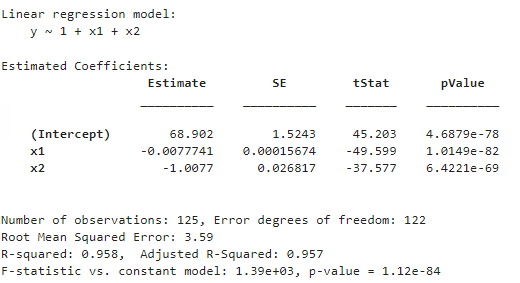 Linear regression model:
y ~ 1 + x1 + x2
Estimated Coefficients:
Estimate SE tStat pValue
(Intercept) 68.902 1.5243 45.203 4.6879e-78
x1 -0.0077741 0.00015674 -49.599 1.0149e-82
x2 -1.0077 0.026817 -37.577 6.4221e-69
Number of observations: 125, Error degrees of freedom: 122
Root Mean Squared Error: 3.59
R-squared: 0.958, Adjusted R-Squared: 0.957
F-statistic vs. constant model: 1.39e+03, p-value = 1.12e-84